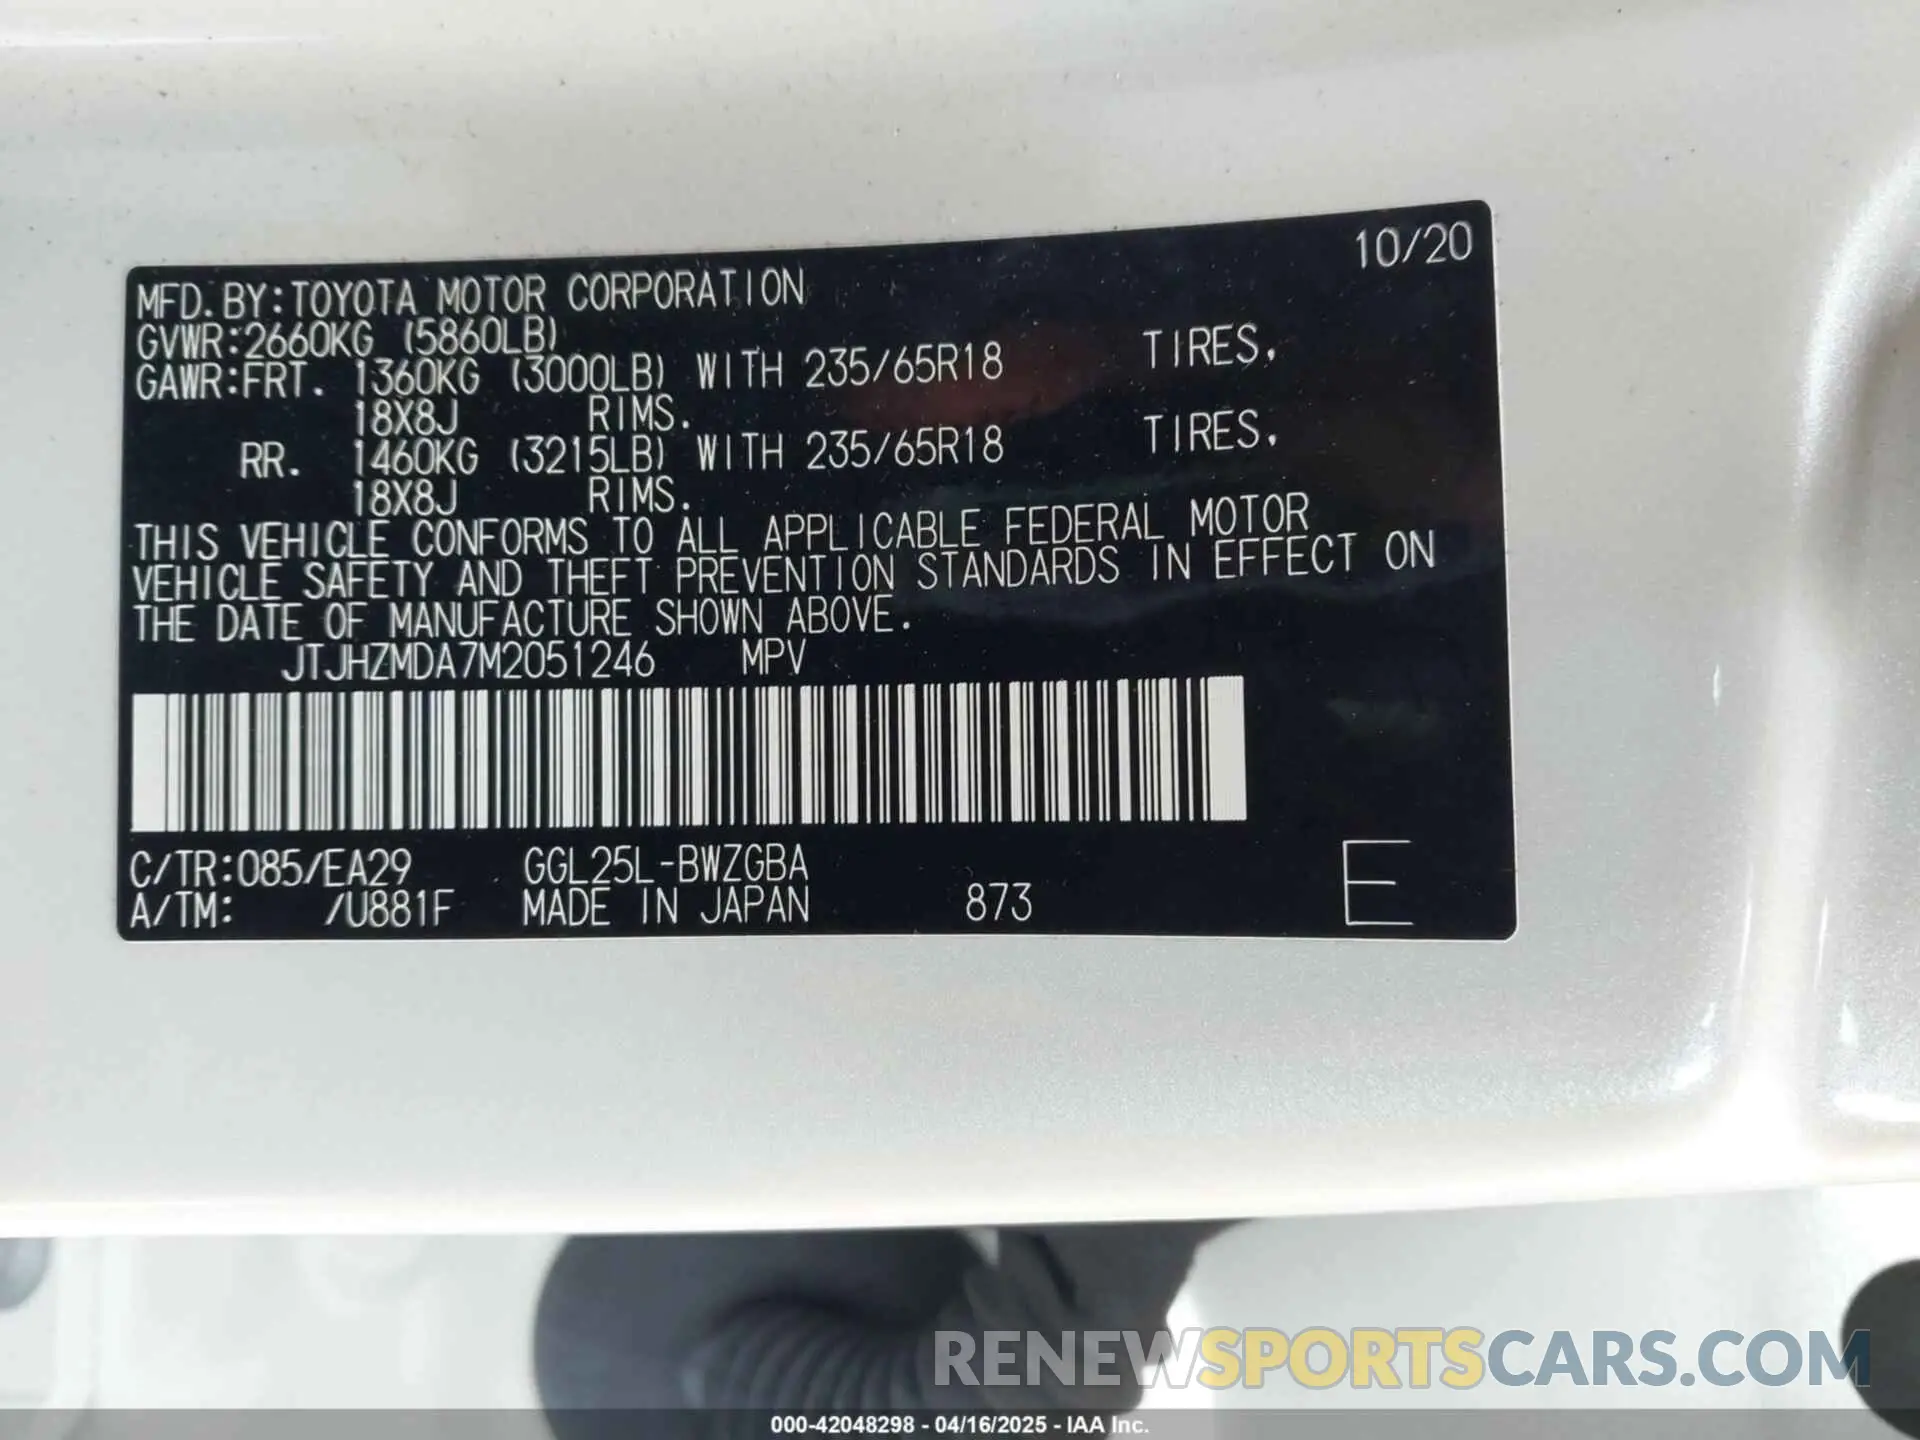 10/20
MFD. BY: TOYOTA MOTOR CORPORATION
GVWR: 2660KG (5860LB)
GAWR: FRT. 1360KG (3000LB) WITH 235/65R18 TIRES,
18X8J RIMS.
RR. 1460KG (3215LB) WITH 235/65R18 TIRES,
18X8J RIMS.
THIS VEHICLE CONFORMS TO ALL APPLICABLE FEDERAL MOTOR
VEHICLE SAFETY AND THEFT PREVENTION STANDARDS IN EFFECT ON
THE DATE OF MANUFACTURE SHOWN ABOVE.
JTJHZMDA7M2051246 MPV
C/TR: 085/EA29 GGL25L-BWZGBA
A/TM: /U881F MADE IN JAPAN 873 E
RENEWSPORTSCARS.COM
000-42048298 - 04/16/2025 - IAA Inc.